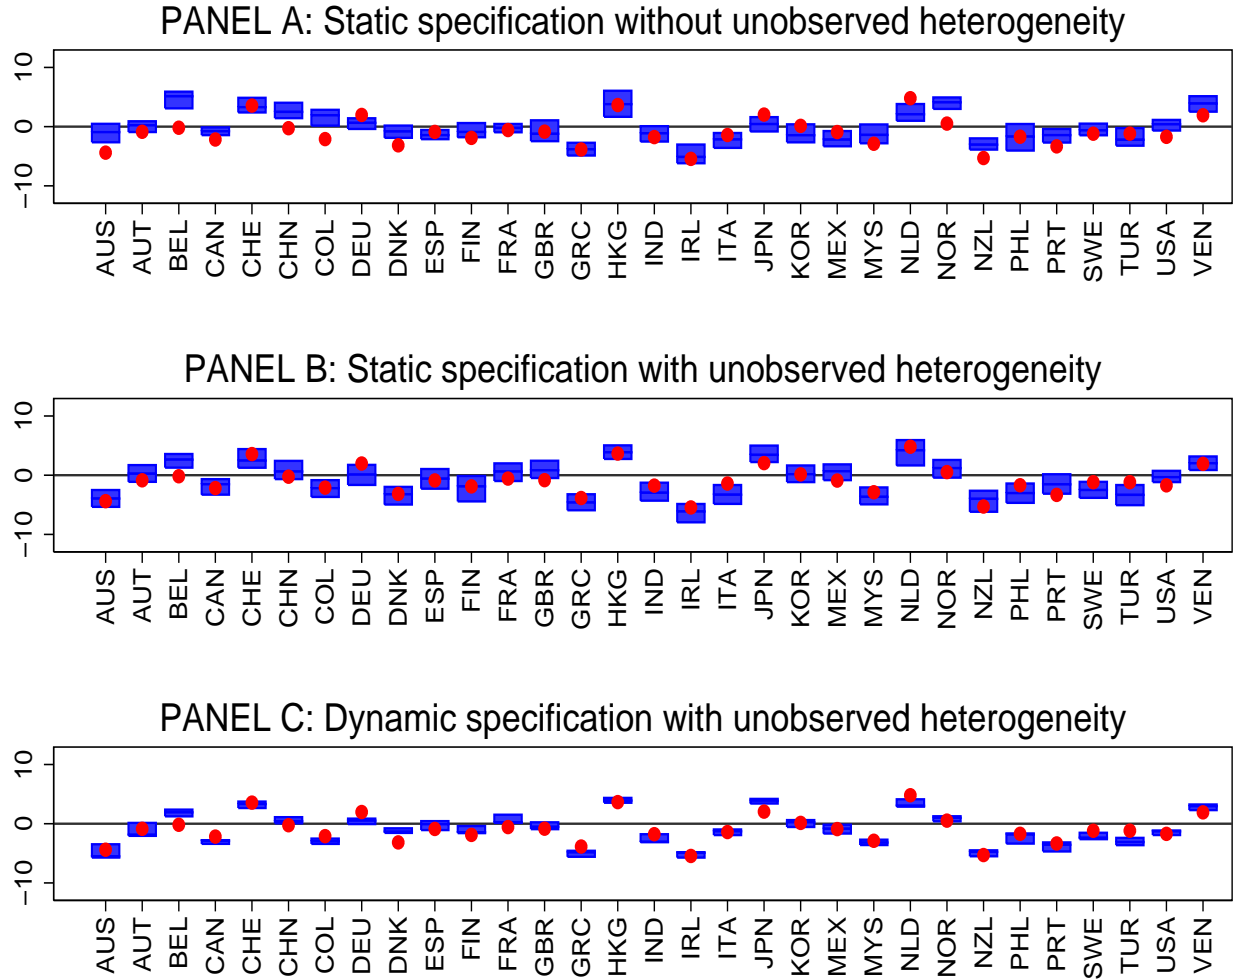 PANEL A: Static specification without unobserved heterogeneity
10
0
−10
AUS AUT BEL CAN CHE CHN COL DEU DNK ESP FIN FRA GBR GRC HKG IND IRL ITA JPN KOR MEX MYS NLD NOR NZL PHL PRT SWE TUR USA VEN
PANEL B: Static specification with unobserved heterogeneity
10
0
−10
AUS AUT BEL CAN CHE CHN COL DEU DNK ESP FIN FRA GBR GRC HKG IND IRL ITA JPN KOR MEX MYS NLD NOR NZL PHL PRT SWE TUR USA VEN
PANEL C: Dynamic specification with unobserved heterogeneity
10
0
−10
AUS AUT BEL CAN CHE CHN COL DEU DNK ESP FIN FRA GBR GRC HKG IND IRL ITA JPN KOR MEX MYS NLD NOR NZL PHL PRT SWE TUR USA VEN